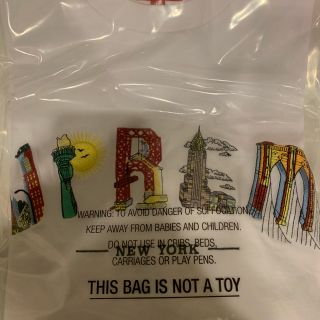 AIREM
WARNING: TO AVOID DANGER OF SUFFOCATION,
KEEP AWAY FROM BABIES AND CHILDREN.
DO NOT USE IN CRIBS, BEDS,
NEW YORK
CARRIAGES OR PLAY PENS.
THIS BAG IS NOT A TOY